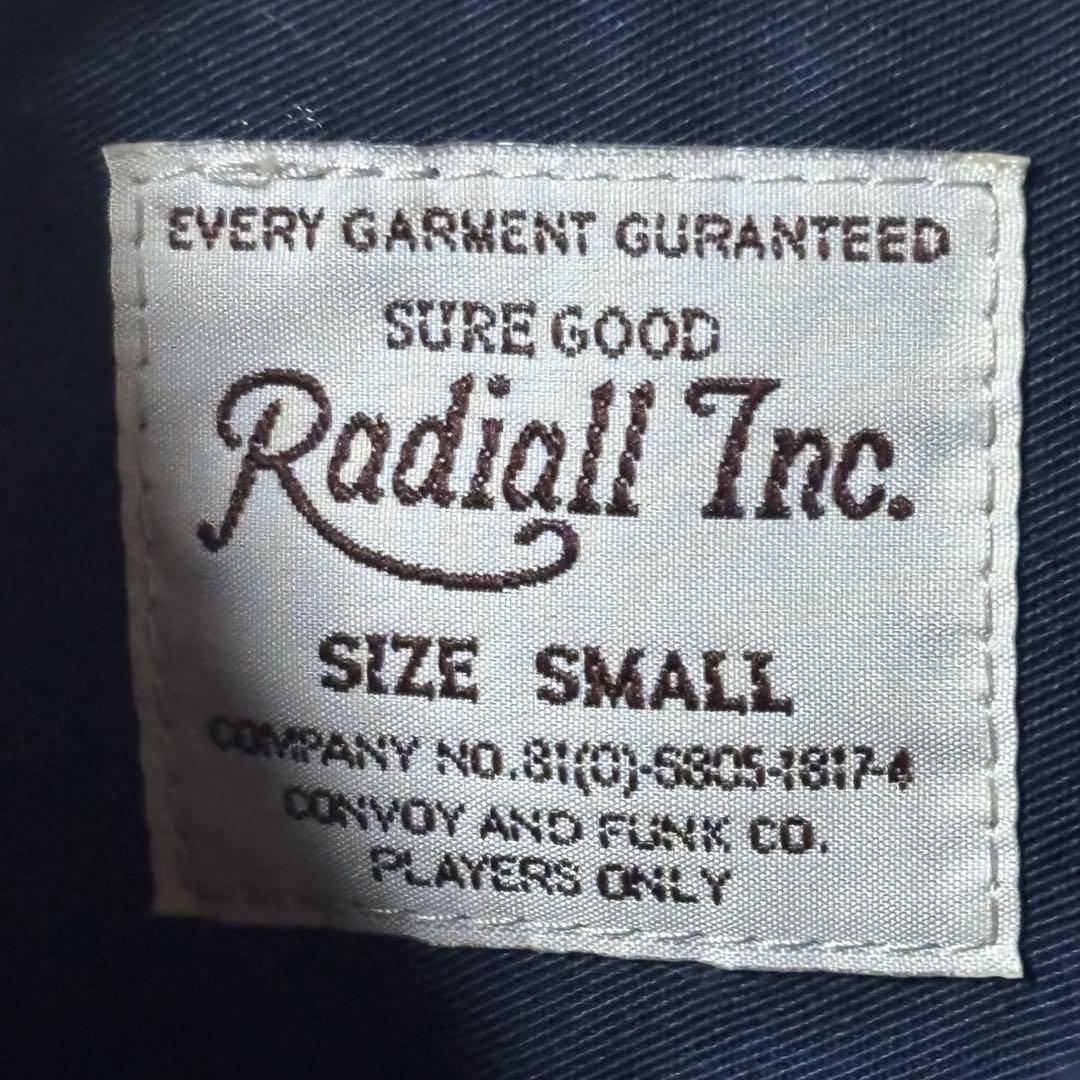 EVERY GARMENT GURANTEED
SURE GOOD
Radiall Inc.
SIZE SMALL
COMPANY NO.81(0)-6805-1817-4
CONVOY AND FUNK CO.
PLAYERS ONLY